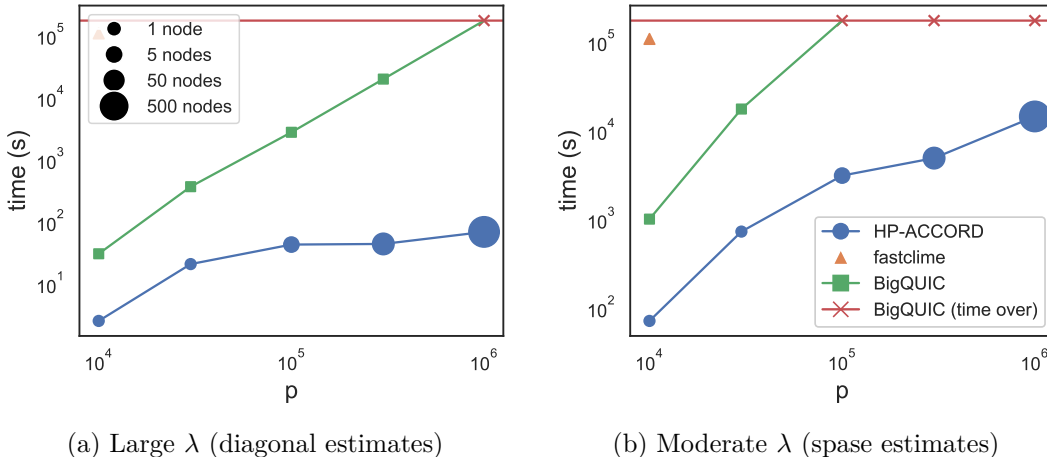 10^5
10^4
10^3
10^2
10^1
time (s)
1 node
5 nodes
50 nodes
500 nodes
10^4
10^5
10^6
p
(a) Large λ (diagonal estimates)
10^5
10^4
10^3
10^2
time (s)
HP-ACCORD
fastclime
BigQUIC
BigQUIC (time over)
10^4
10^5
10^6
p
(b) Moderate λ (spase estimates)